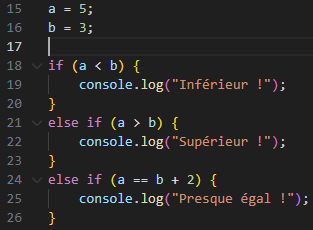 15 a = 5;
16 b = 3;
17
18 if (a < b) {
19     console.log("Inférieur !");
20 }
21 else if (a > b) {
22     console.log("Supérieur !");
23 }
24 else if (a == b + 2) {
25     console.log("Presque égal !");
26 }